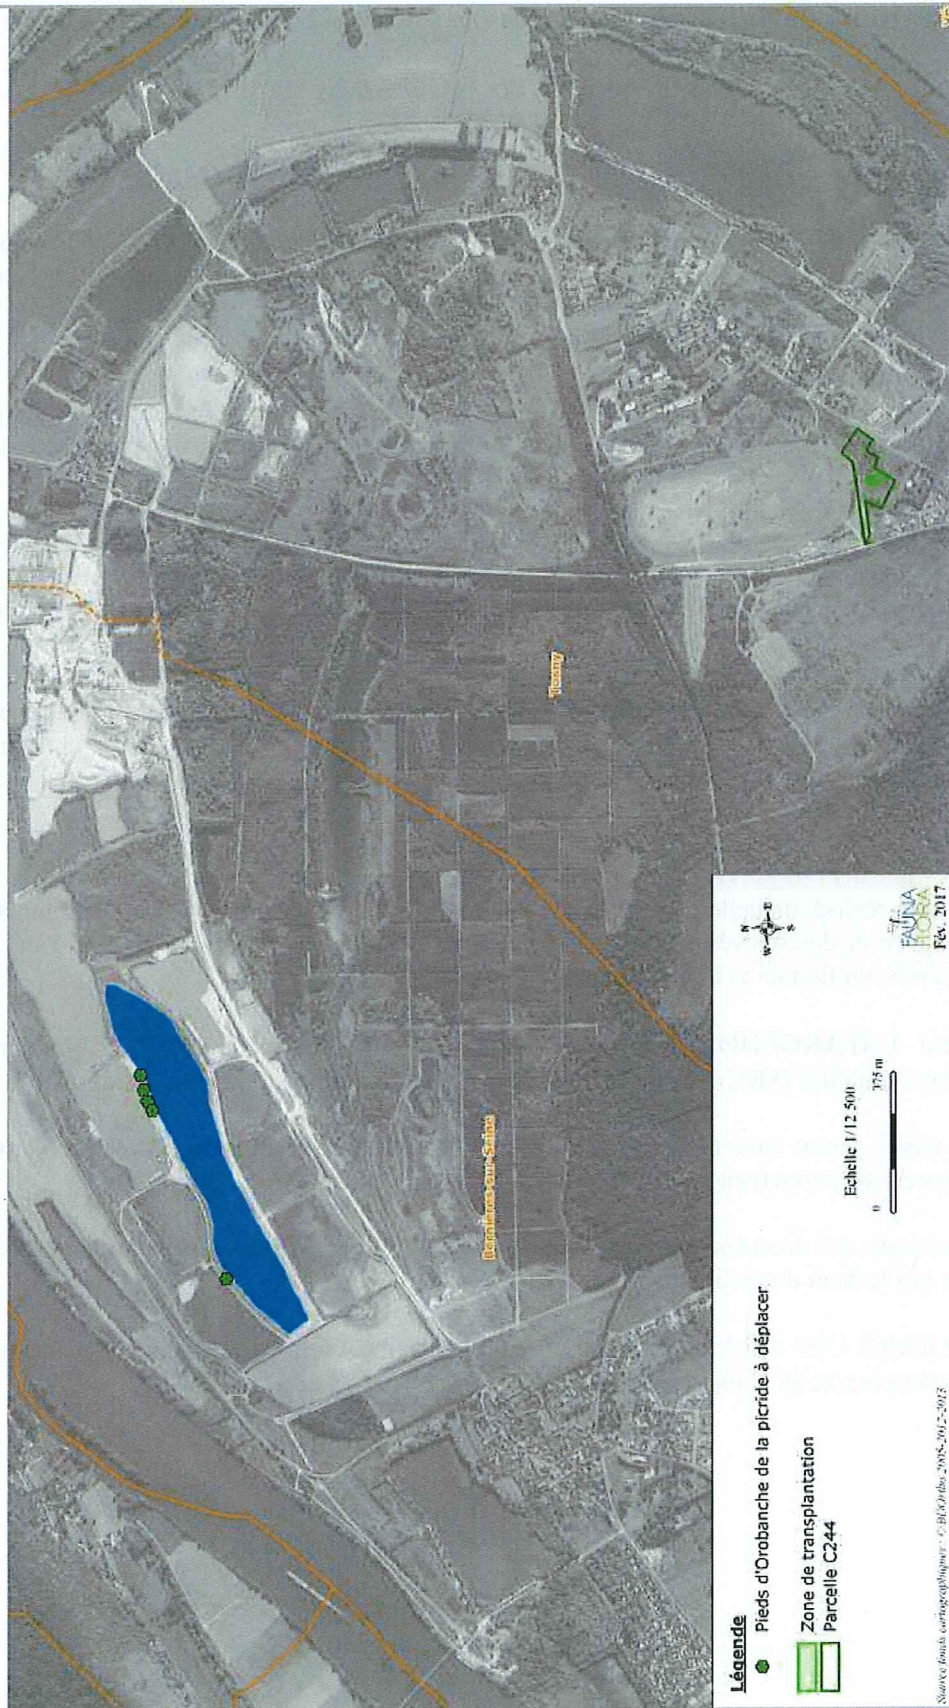 Bernières sur Seine
Tosny
Légende
Pieds d'Orobanche de la picride à déplacer
Zone de transplantation
Parcelle C244
Echelle 1/12 500
0 375 m
N
W E
S
FAUNA
FLORA
Fév. 2017